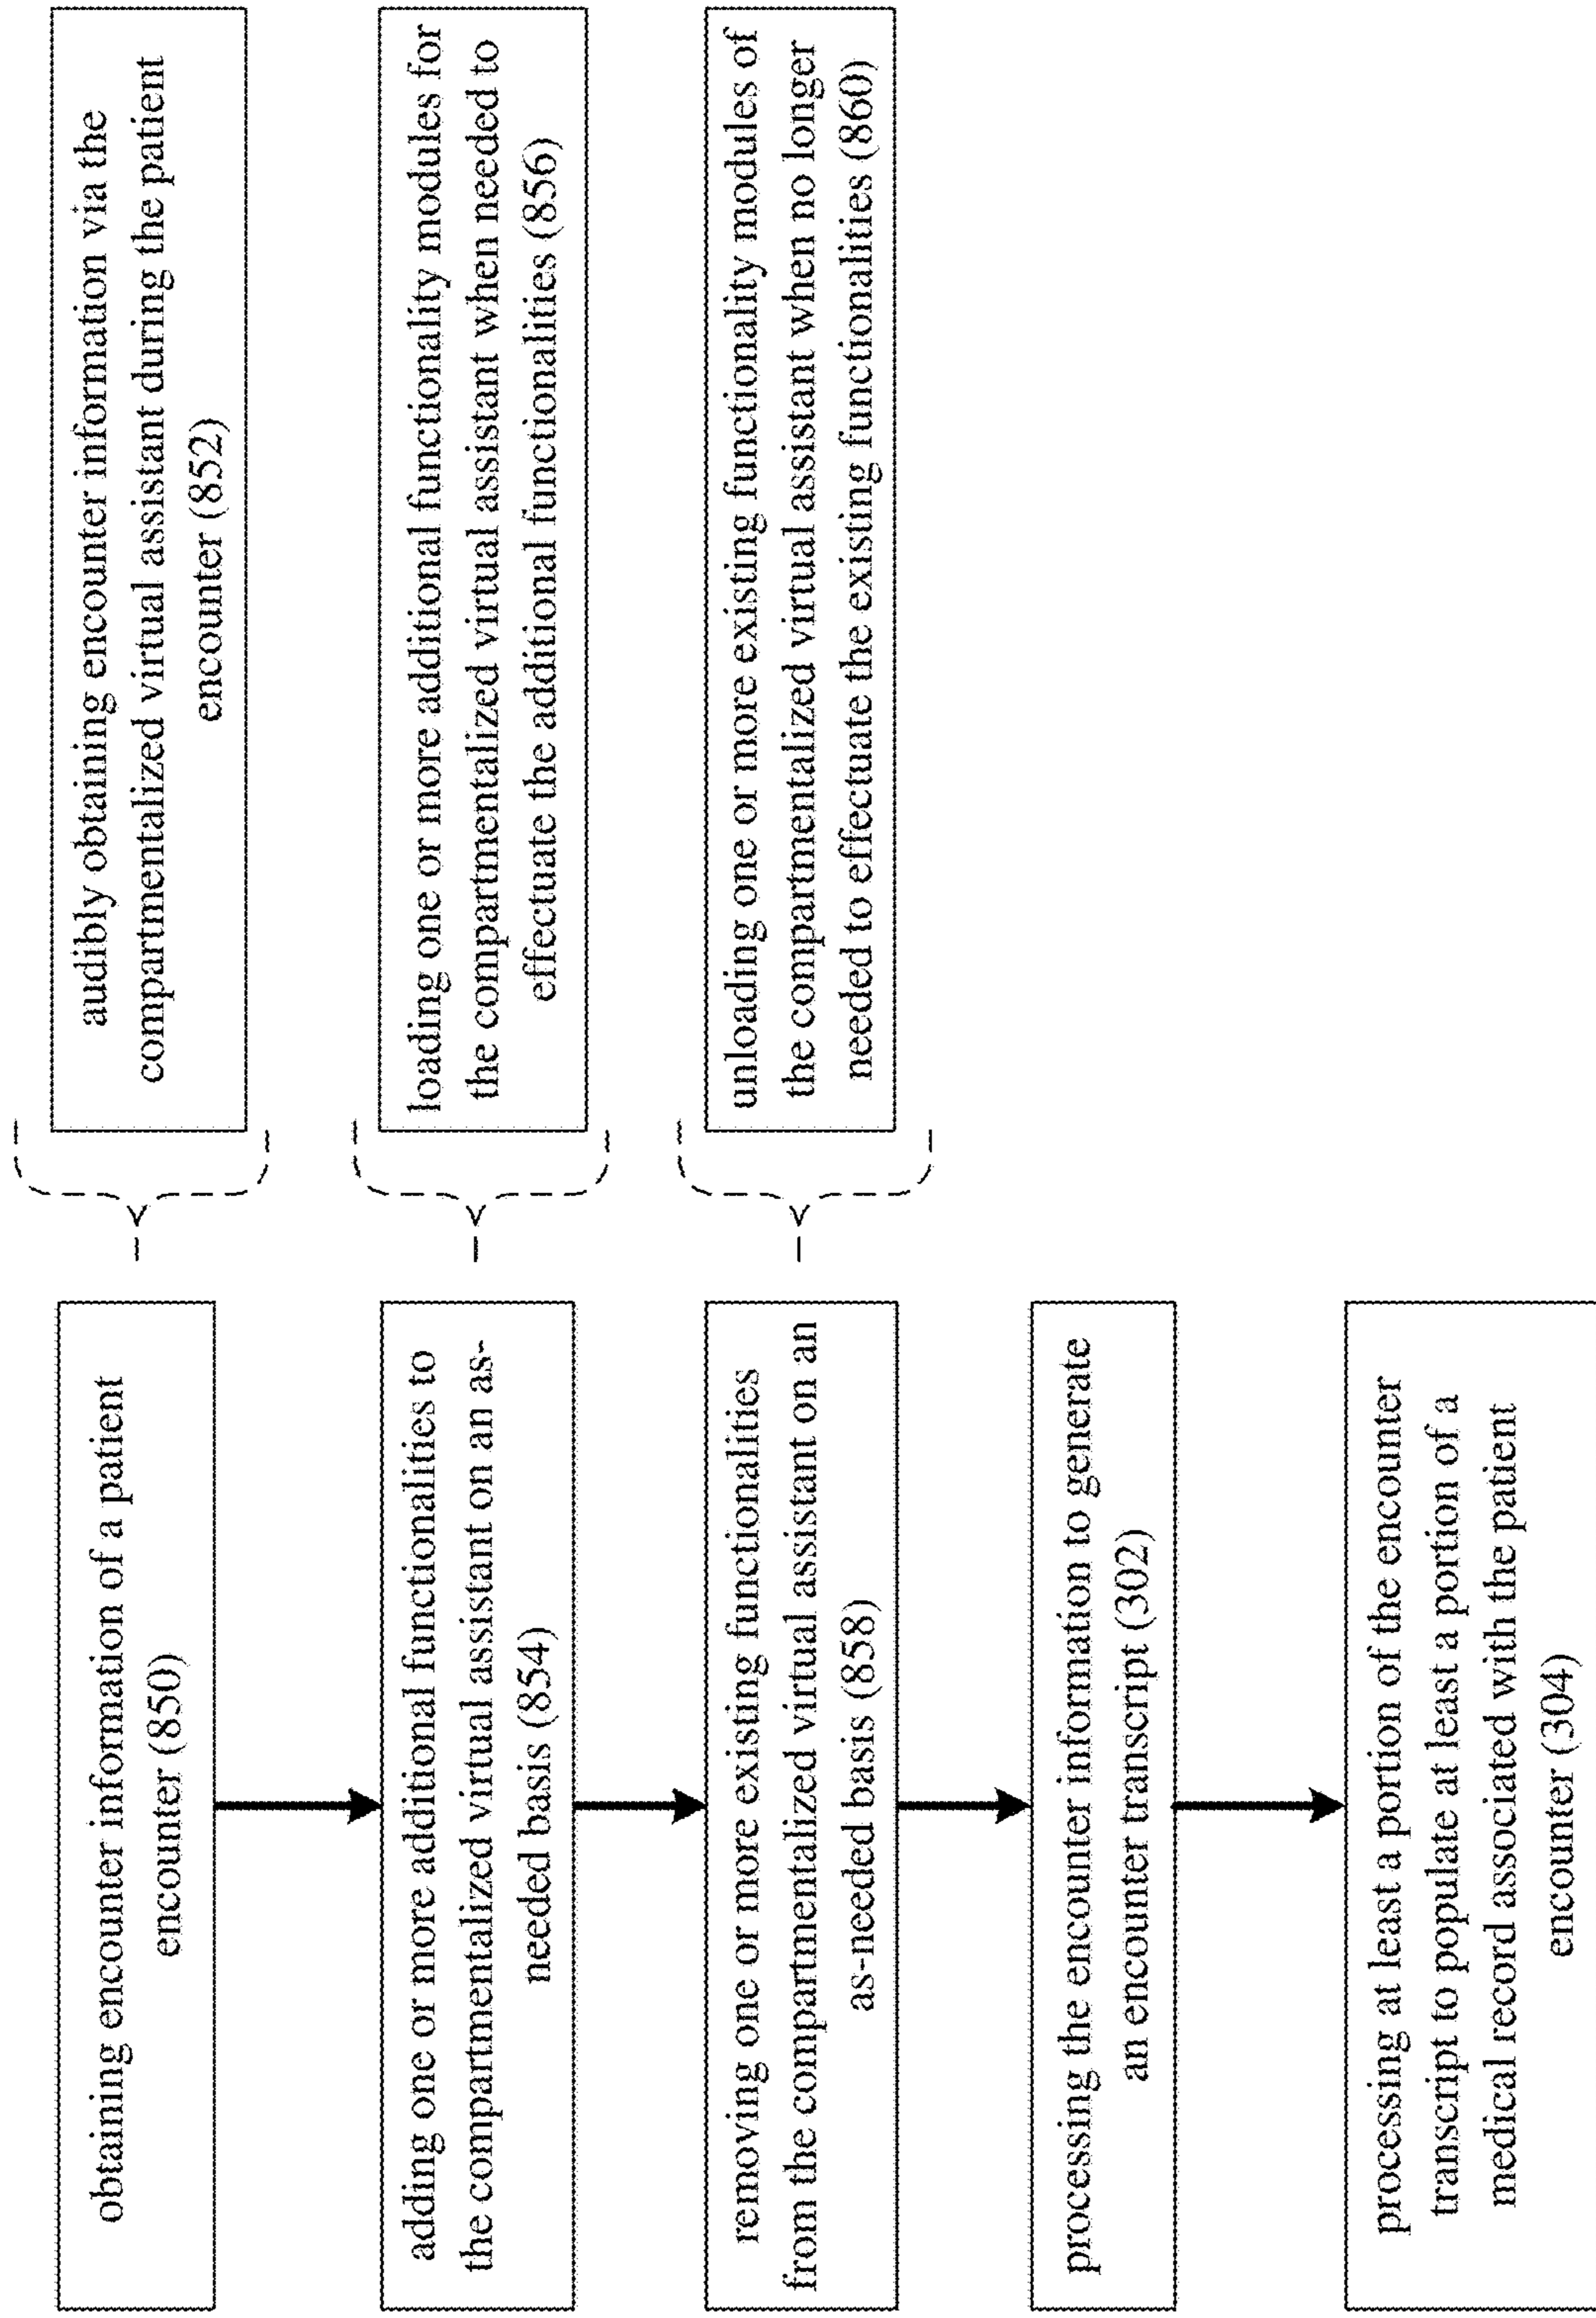 obtaining encounter information of a patient
encounter (850)
audibly obtaining encounter information via the
compartmentalized virtual assistant during the patient
encounter (852)
adding one or more additional functionalities to
the compartmentalized virtual assistant on an as-
needed basis (854)
loading one or more additional functionality modules for
the compartmentalized virtual assistant when needed to
effectuate the additional functionalities (856)
removing one or more existing functionalities
from the compartmentalized virtual assistant on an
as-needed basis (858)
unloading one or more existing functionality modules of
the compartmentalized virtual assistant when no longer
needed to effectuate the existing functionalities (860)
processing the encounter information to generate
an encounter transcript (302)
processing at least a portion of the encounter
transcript to populate at least a portion of a
medical record associated with the patient
encounter (304)